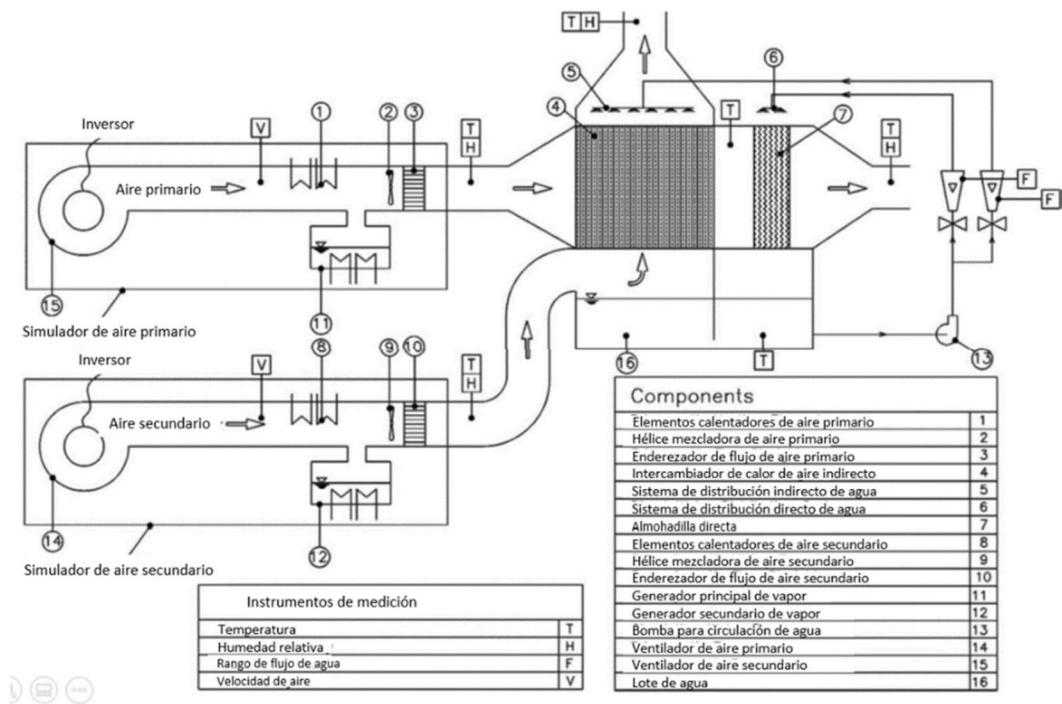 T H
5
6
4
7
T
1
2
3
T
H
V
Inversor
Aire primario
T
H
F
F
15
11
Simulador de aire primario
Inversor
8
9
10
T
H
V
16
T
13
Aire secundario
14
12
Simulador de aire secundario
Components
Elementos calentadores de aire primario 1
Hélice mezcladora de aire primario 2
Enderezador de flujo de aire primario 3
Intercambiador de calor de aire indirecto 4
Sistema de distribución indirecto de agua 5
Sistema de distribución directo de agua 6
Almohadilla directa 7
Elementos calentadores de aire secundario 8
Hélice mezcladora de aire secundario 9
Enderezador de flujo de aire secundario 10
Generador principal de vapor 11
Generador secundario de vapor 12
Bomba para circulación de agua 13
Ventilador de aire primario 14
Ventilador de aire secundario 15
Lote de agua 16
Instrumentos de medición
Temperatura T
Humedad relativa H
Rango de flujo de agua F
Velocidad de aire V